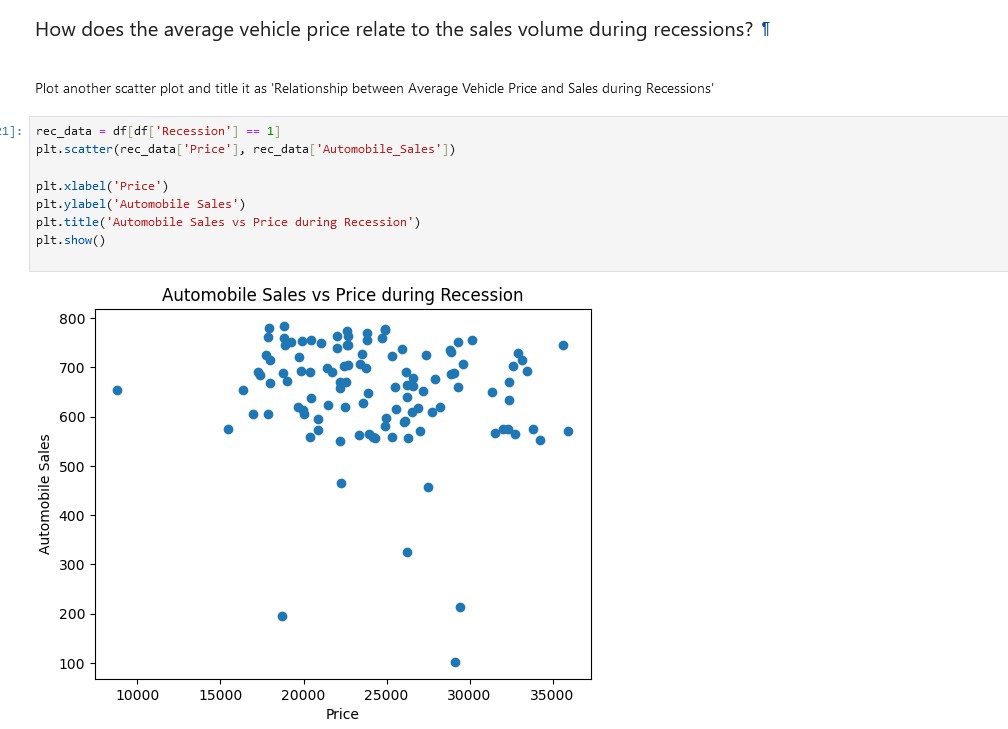 How does the average vehicle price relate to the sales volume during recessions? ¶
Plot another scatter plot and title it as 'Relationship between Average Vehicle Price and Sales during Recessions'
21]:
rec_data = df[df['Recession'] == 1]
plt.scatter(rec_data['Price'], rec_data['Automobile_Sales'])
plt.xlabel('Price')
plt.ylabel('Automobile Sales')
plt.title('Automobile Sales vs Price during Recession')
plt.show()
Automobile Sales vs Price during Recession
800
700
600
500
400
300
200
100
Automobile Sales
10000 15000 20000 25000 30000 35000
Price